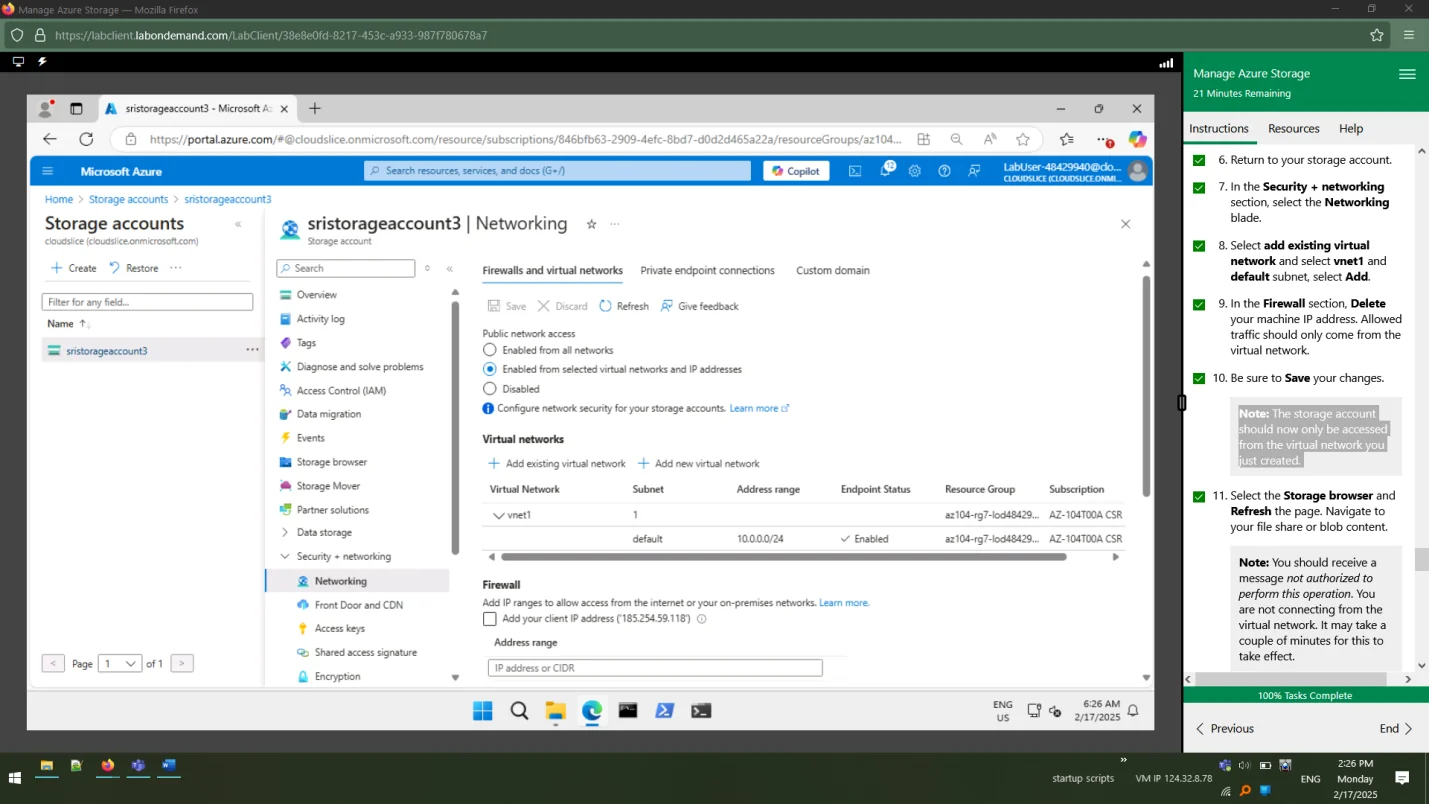 Manage Azure Storage — Mozilla Firefox
https://labclient.labondemand.com/LabClient/38e8e0fd-8217-453c-a933-987f780678a7
sristorageaccount3 - Microsoft Az
https://portal.azure.com/#@cloudslice.onmicrosoft.com/resource/subscriptions/846bfb63-2909-4efc-8bd7-d0d2d465a22a/resourceGroups/az104...
Microsoft Azure
Search resources, services, and docs (G+/)
Copilot
12
LabUser-48429940@clo...
CLOUDSLICE (CLOUDSLICE.ONMI...
Home > Storage accounts > sristorageaccount3
Storage accounts
cloudslice (cloudslice.onmicrosoft.com)
Create
Restore
Filter for any field...
Name
sristorageaccount3
Page 1 of 1
sristorageaccount3 | Networking
Storage account
Search
Overview
Activity log
Tags
Diagnose and solve problems
Access Control (IAM)
Data migration
Events
Storage browser
Storage Mover
Partner solutions
Data storage
Security + networking
Networking
Front Door and CDN
Access keys
Shared access signature
Encryption
Firewalls and virtual networks
Private endpoint connections
Custom domain
Save
Discard
Refresh
Give feedback
Public network access
Enabled from all networks
Enabled from selected virtual networks and IP addresses
Disabled
Configure network security for your storage accounts. Learn more
Virtual networks
Add existing virtual network
Add new virtual network
Virtual Network Subnet Address range Endpoint Status Resource Group Subscription
vnet1 1 az104-rg7-lod48429... AZ-104T00A CSR
default 10.0.0.0/24 Enabled az104-rg7-lod48429... AZ-104T00A CSR
Firewall
Add IP ranges to allow access from the internet or your on-premises networks. Learn more.
Add your client IP address ('185.254.59.118')
Address range
IP address or CIDR
ENG
US
6:26 AM
2/17/2025
Manage Azure Storage
21 Minutes Remaining
Instructions
Resources
Help
6. Return to your storage account.
7. In the Security + networking
section, select the Networking
blade.
8. Select add existing virtual
network and select vnet1 and
default subnet, select Add.
9. In the Firewall section, Delete
your machine IP address. Allowed
traffic should only come from the
virtual network.
10. Be sure to Save your changes.
Note: The storage account
should now only be accessed
from the virtual network you
just created.
11. Select the Storage browser and
Refresh the page. Navigate to
your file share or blob content.
Note: You should receive a
message not authorized to
perform this operation. You
are not connecting from the
virtual network. It may take a
couple of minutes for this to
take effect.
100% Tasks Complete
Previous
End
startup scripts
VM IP 124.32.8.78
ENG
2:26 PM
Monday
2/17/2025